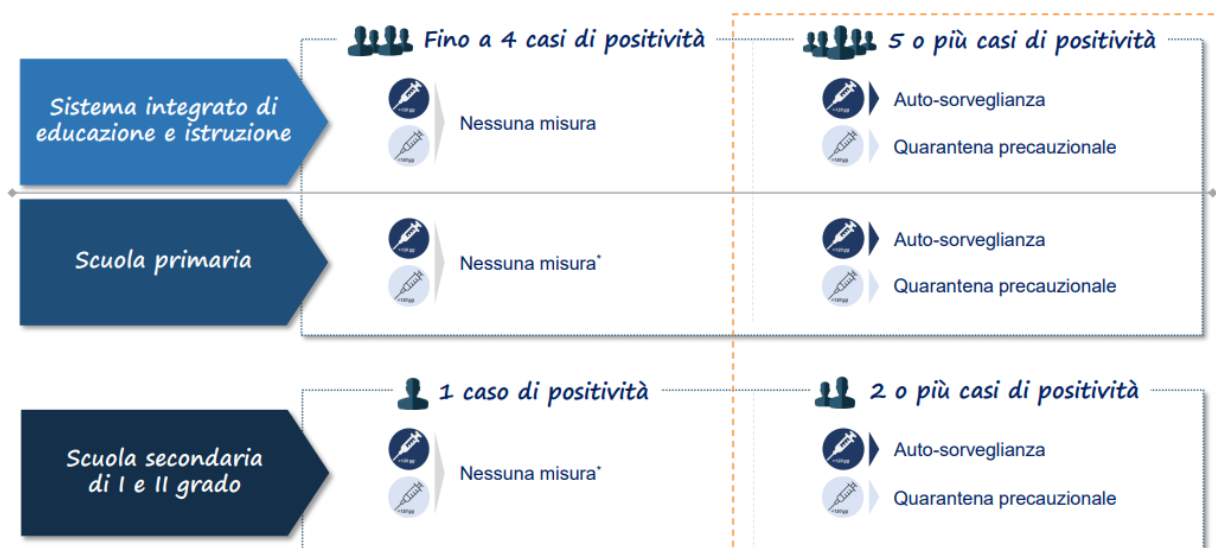 Fino a 4 casi di positività
5 o più casi di positività
Sistema integrato di
educazione e istruzione
Nessuna misura
Auto-sorveglianza
Quarantena precauzionale
Scuola primaria
Nessuna misura*
Auto-sorveglianza
Quarantena precauzionale
1 caso di positività
2 o più casi di positività
Scuola secondaria
di I e II grado
Nessuna misura*
Auto-sorveglianza
Quarantena precauzionale